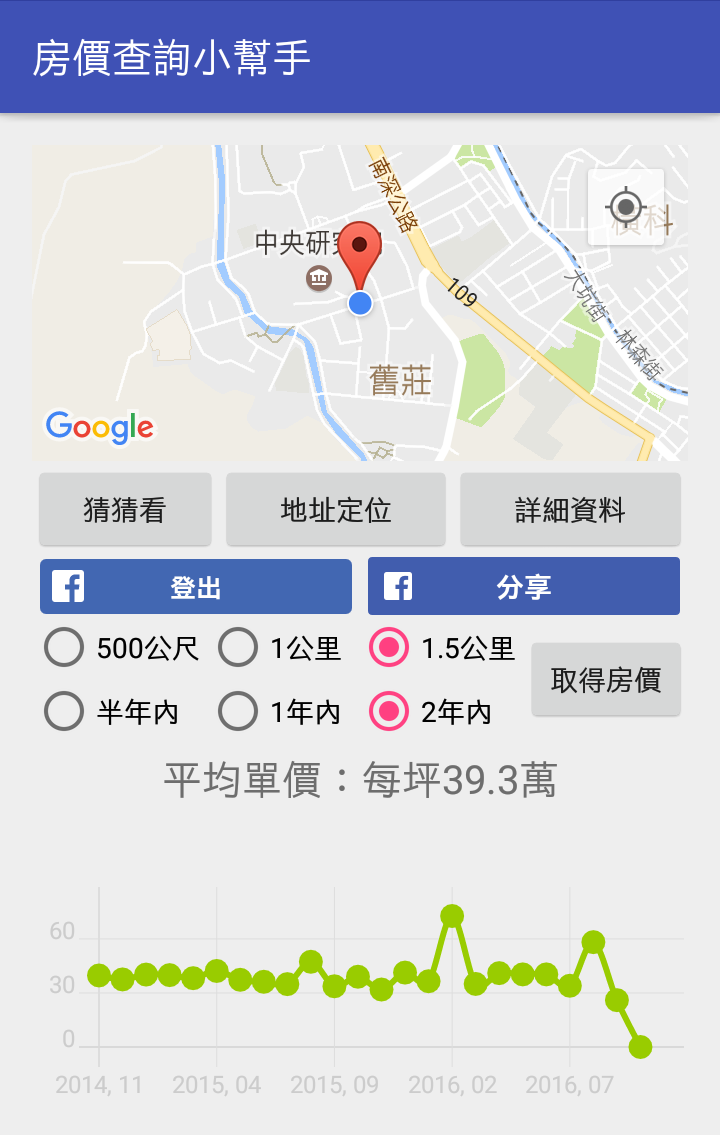 房價查詢小幫手
南深公路
橫科
中央研究
109
大坑街
林森街
舊莊
Google
猜猜看 地址定位 詳細資料
登出 分享
500公尺 1公里 1.5公里
取得房價
半年內 1年內 2年內
平均單價：每坪39.3萬
60
30
0
2014, 11 2015, 04 2015, 09 2016, 02 2016, 07